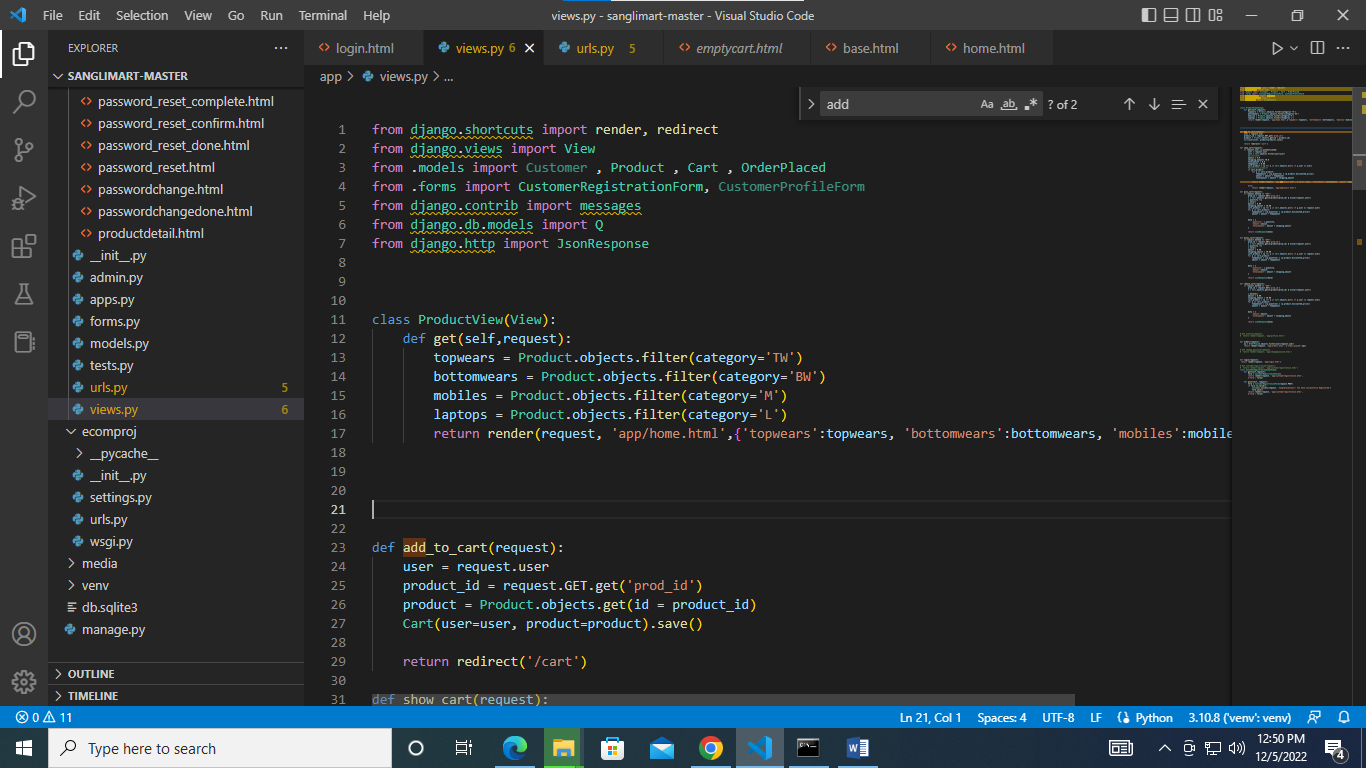 File Edit Selection View Go Run Terminal Help
views.py - sanglimart-master - Visual Studio Code
EXPLORER
SANGLIMART-MASTER
password_reset_complete.html
password_reset_confirm.html
password_reset_done.html
password_reset.html
passwordchange.html
passwordchangedone.html
productdetail.html
__init__.py
admin.py
apps.py
forms.py
models.py
tests.py
urls.py 5
views.py 6
ecomproj
__pycache__
__init__.py
settings.py
urls.py
wsgi.py
media
venv
db.sqlite3
manage.py
OUTLINE
TIMELINE
login.html views.py 6 urls.py 5 emptycart.html base.html home.html
app > views.py > ...
add Aa ab ? of 2
1 from django.shortcuts import render, redirect
2 from django.views import View
3 from .models import Customer , Product , Cart , OrderPlaced
4 from .forms import CustomerRegistrationForm, CustomerProfileForm
5 from django.contrib import messages
6 from django.db.models import Q
7 from django.http import JsonResponse
8
9
10
11 class ProductView(View):
12 def get(self,request):
13 topwears = Product.objects.filter(category='TW')
14 bottomwears = Product.objects.filter(category='BW')
15 mobiles = Product.objects.filter(category='M')
16 laptops = Product.objects.filter(category='L')
17 return render(request, 'app/home.html',{'topwears':topwears, 'bottomwears':bottomwears, 'mobiles':mobile
18
19
20
21
22
23 def add_to_cart(request):
24 user = request.user
25 product_id = request.GET.get('prod_id')
26 product = Product.objects.get(id = product_id)
27 Cart(user=user, product=product).save()
28
29 return redirect('/cart')
30
31 def show_cart(request):
0 11
Ln 21, Col 1 Spaces: 4 UTF-8 LF Python 3.10.8 ('venv': venv)
Type here to search
12:50 PM
12/5/2022
4